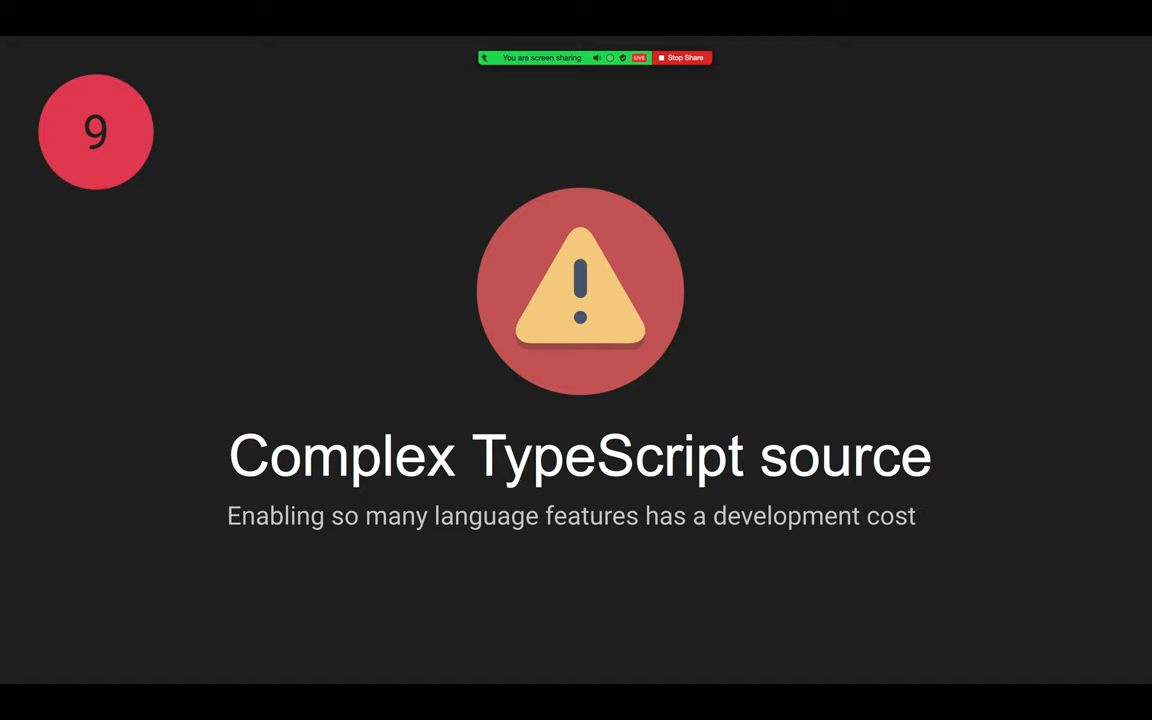 You are screen sharing
LIVE
Stop Share
9
Complex TypeScript source
Enabling so many language features has a development cost